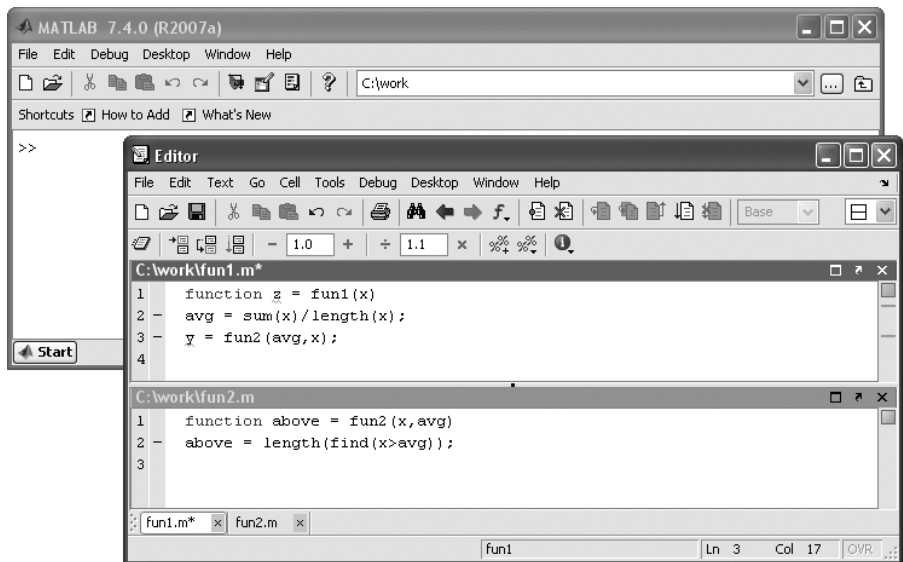 MATLAB 7.4.0 (R2007a)
File Edit Debug Desktop Window Help
C:\work
Shortcuts How to Add What's New
>>
Editor
File Edit Text Go Cell Tools Debug Desktop Window Help
Base
- 1.0 + ÷ 1.1 ×
C:\work\fun1.m*
1 function z = fun1(x)
2 - avg = sum(x)/length(x);
3 - y = fun2(avg,x);
4
Start
C:\work\fun2.m
1 function above = fun2(x,avg)
2 - above = length(find(x>avg));
3
fun1.m* × fun2.m ×
fun1 Ln 3 Col 17 OVR